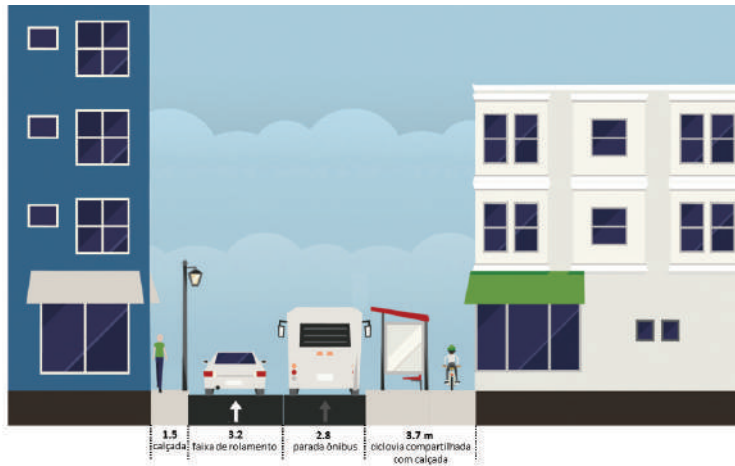 1.5 3.2 2.8 3.7 m
calçada faixa de rolamento parada ônibus ciclovia compartilhada
com calçada